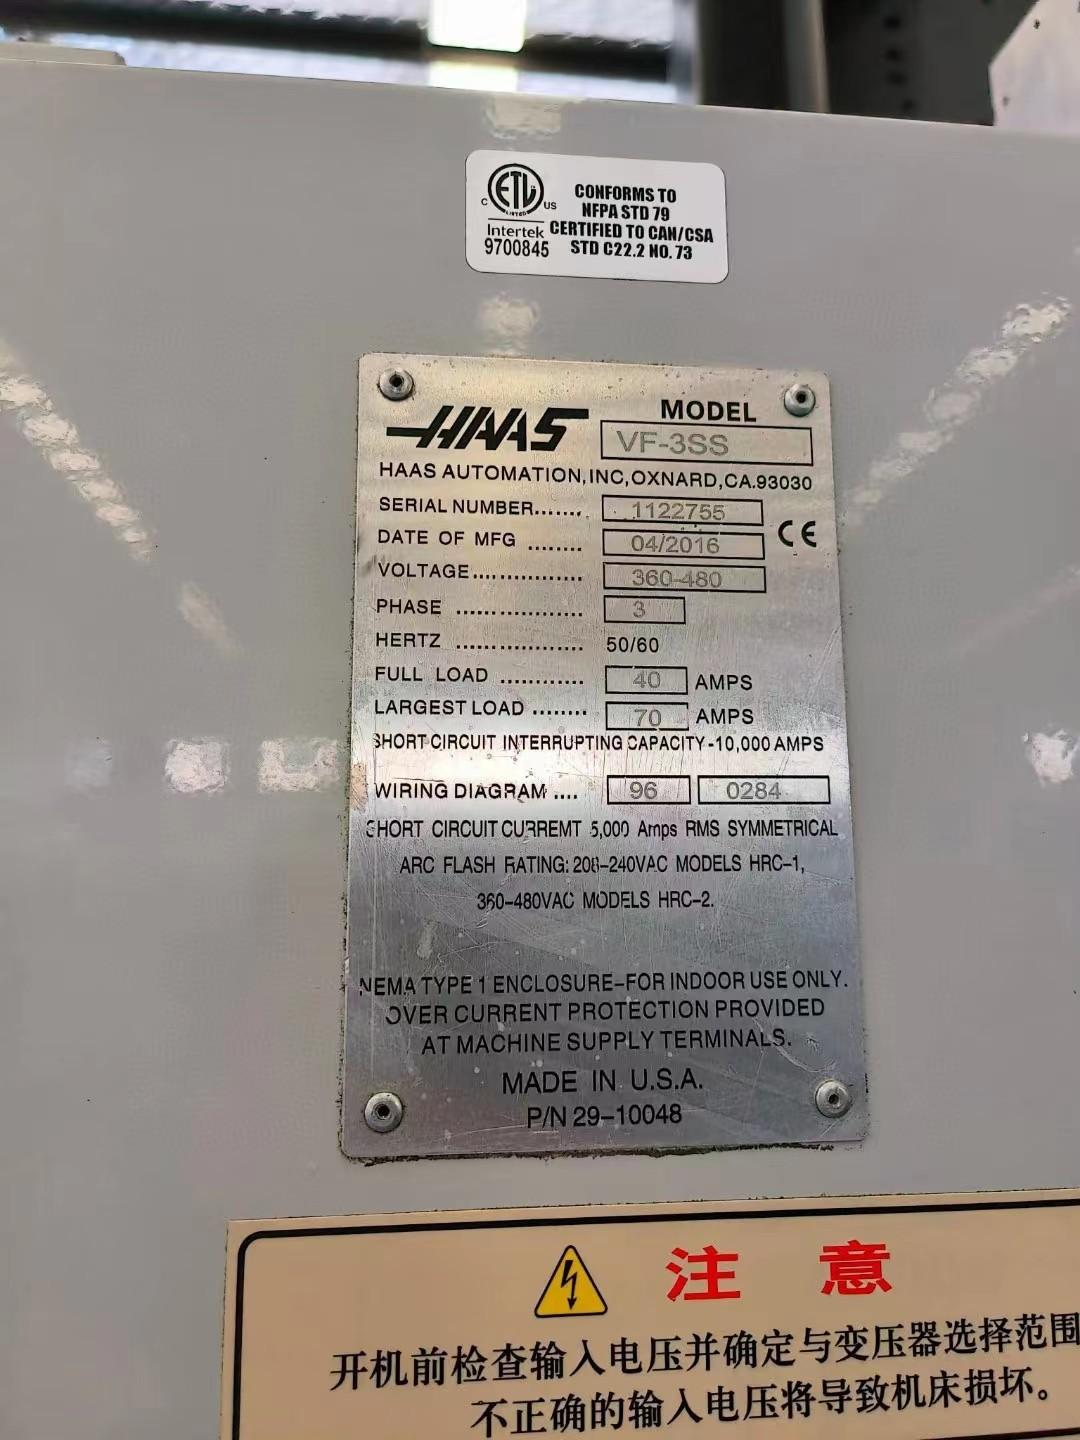 C ETL US
LISTED
Intertek
9700845
CONFORMS TO
NFPA STD 79
CERTIFIED TO CAN/CSA
STD C22.2 NO. 73
HAAS
MODEL
VF-3SS
HAAS AUTOMATION,INC,OXNARD,CA.93030
SERIAL NUMBER....... 1122755
DATE OF MFG ........ 04/2016 CE
VOLTAGE................ 360-480
PHASE .................. 3
HERTZ .................. 50/60
FULL LOAD ............ 40 AMPS
LARGEST LOAD ........ 70 AMPS
SHORT CIRCUIT INTERRUPTING CAPACITY-10,000 AMPS
WIRING DIAGRAM .... 96 0284
SHORT CIRCUIT CURREMT 5,000 Amps RMS SYMMETRICAL
ARC FLASH RATING: 208-240VAC MODELS HRC-1,
360-480VAC MODELS HRC-2.
NEMA TYPE 1 ENCLOSURE-FOR INDOOR USE ONLY.
OVER CURRENT PROTECTION PROVIDED
AT MACHINE SUPPLY TERMINALS.
MADE IN U.S.A.
P/N 29-10048
注 意
开机前检查输入电压并确定与变压器选择范围
不正确的输入电压将导致机床损坏。